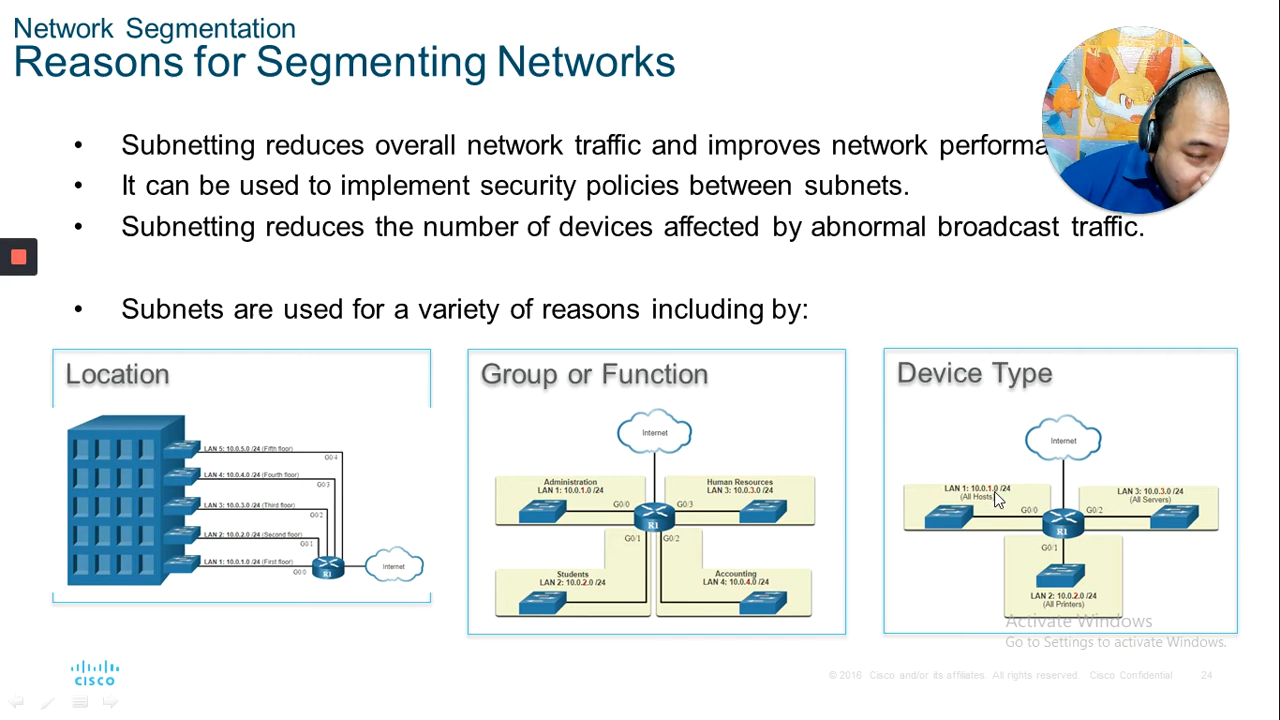 Network Segmentation
Reasons for Segmenting Networks
• Subnetting reduces overall network traffic and improves network performa
• It can be used to implement security policies between subnets.
• Subnetting reduces the number of devices affected by abnormal broadcast traffic.
• Subnets are used for a variety of reasons including by:
Location
LAN 5: 10.0.5.0 /24 (Fifth floor)
G0/4
LAN 4: 10.0.4.0 /24 (Fourth floor)
G0/3
LAN 3: 10.0.3.0 /24 (Third floor)
G0/2
LAN 2: 10.0.2.0 /24 (Second floor)
G0/1
LAN 1: 10.0.1.0 /24 (First floor)
G0/0
R1
Internet
Group or Function
Internet
Administration
LAN 1: 10.0.1.0 /24
Human Resources
LAN 3: 10.0.3.0 /24
G0/0
G0/3
R1
G0/1
G0/2
Students
LAN 2: 10.0.2.0 /24
Accounting
LAN 4: 10.0.4.0 /24
Device Type
Internet
LAN 1: 10.0.1.0 /24
(All Hosts)
LAN 3: 10.0.3.0 /24
(All Servers)
G0/0
G0/2
R1
G0/1
LAN 2: 10.0.2.0 /24
(All Printers)
Activate Windows
Go to Settings to activate Windows.
CISCO
© 2016 Cisco and/or its affiliates. All rights reserved. Cisco Confidential
24